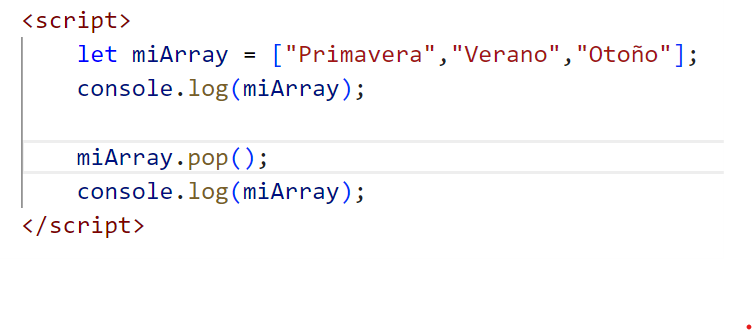 <script>
let miArray = ["Primavera","Verano","Otoño"];
console.log(miArray);
miArray.pop();
console.log(miArray);
</script>